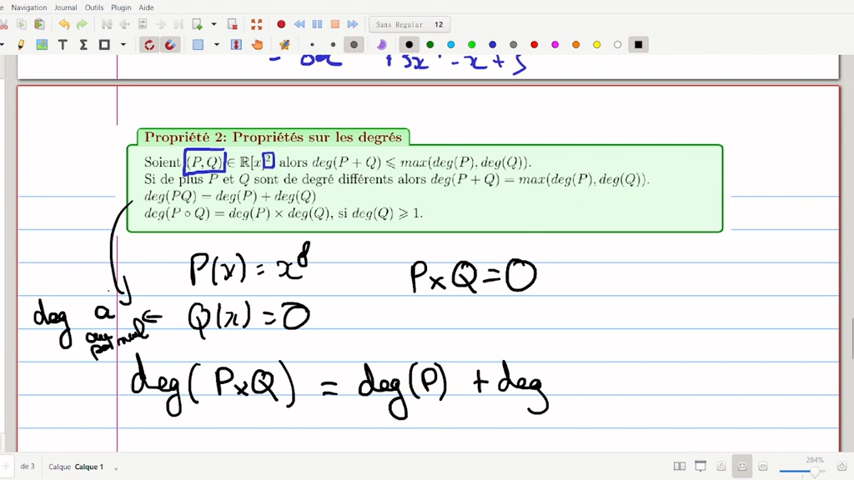 Navigation Journal Outils Plugin Aide
Sans Regular 12
+ 3x² - x + 5
Propriété 2: Propriétés sur les degrés
Soient (P, Q) ∈ ℝ[x]² alors deg(P + Q) ⩽ max(deg(P), deg(Q)).
Si de plus P et Q sont de degré différents alors deg(P + Q) = max(deg(P), deg(Q)).
deg(PQ) = deg(P) + deg(Q)
deg(P ∘ Q) = deg(P) × deg(Q), si deg(Q) ⩾ 1.
P(x) = x⁸
P × Q = 0
deg à
Q(x) = 0
deg( P×Q ) = deg(P) + deg
de 3 Calque Calque 1
284%